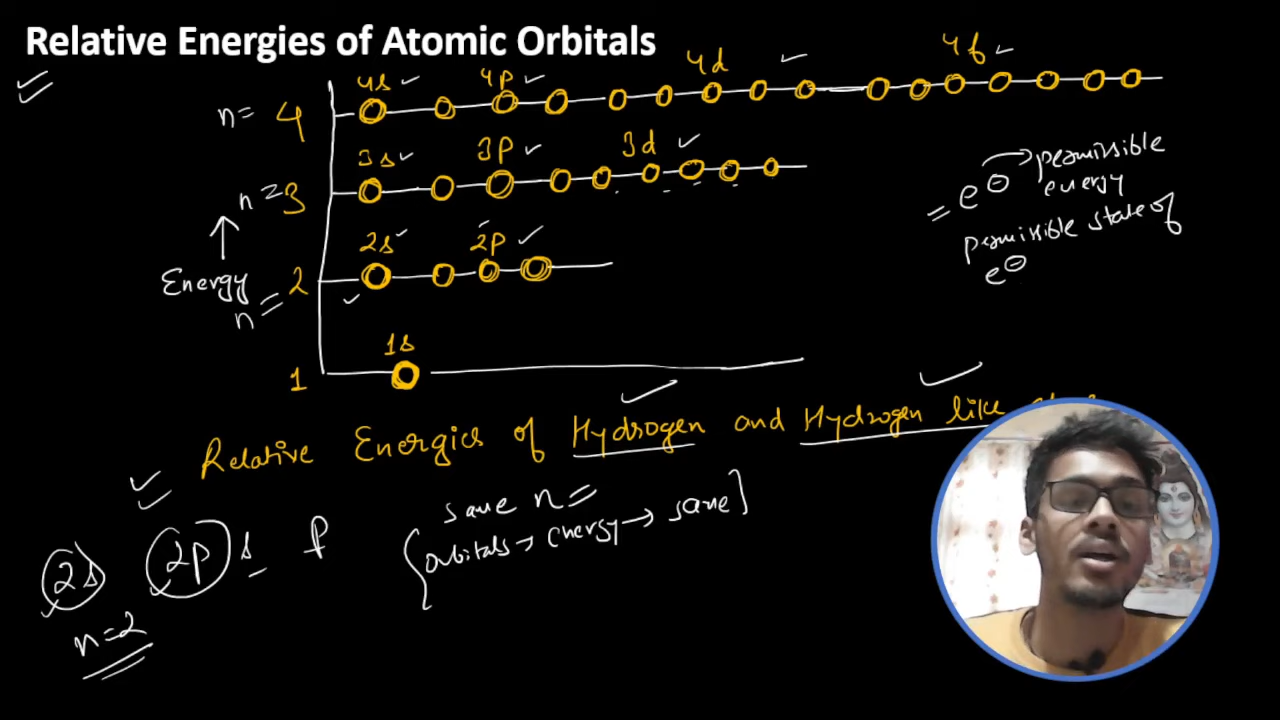 Relative Energies of Atomic Orbitals
4s 4p 4d 4f
n= 4
3s 3p 3d
n=3
= e⊖ → permissible
energy
permissible state of
e⊖
2s 2p
Energy 2
n=
1s
1
Relative Energies of Hydrogen and Hydrogen like
same n=
orbitals → energy → same]
2s 2p s p
n=2